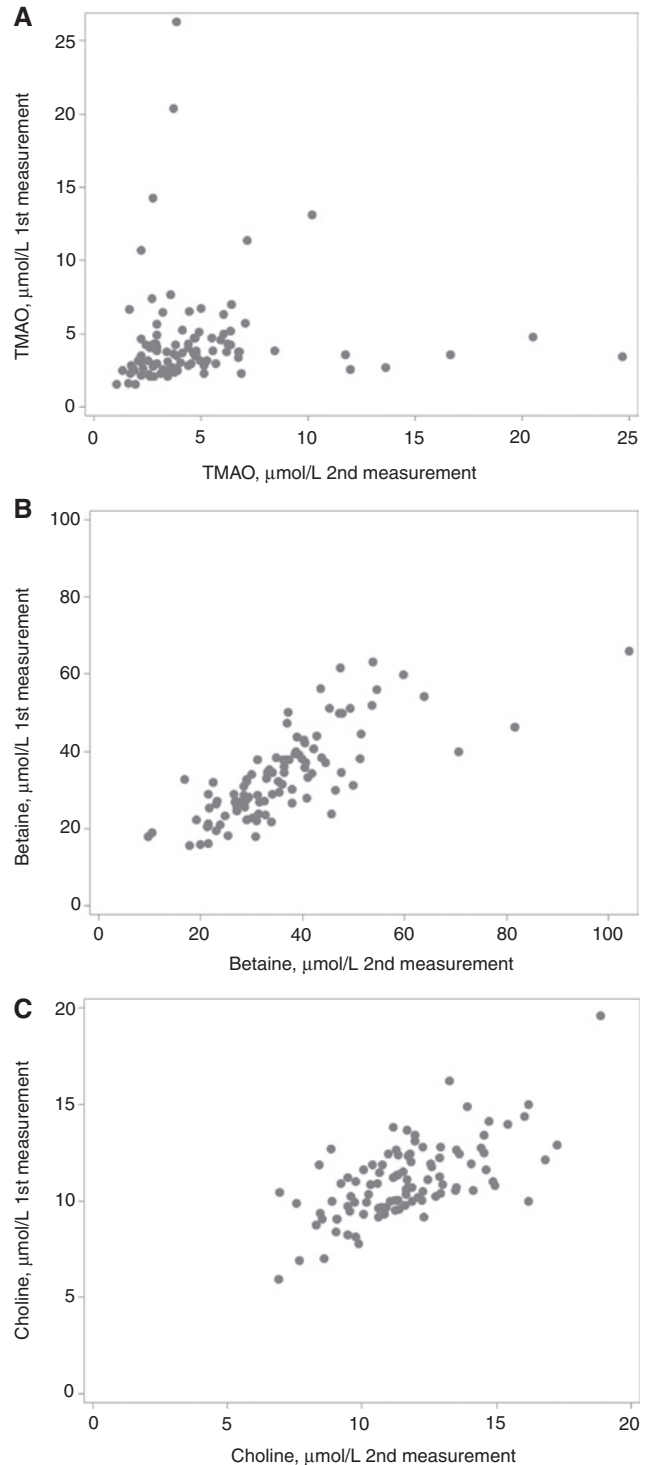 A
TMAO, μmol/L 1st measurement
25
20
15
10
5
0
0 5 10 15 20 25
TMAO, μmol/L 2nd measurement
B
Betaine, μmol/L 1st measurement
100
80
60
40
20
0
0 20 40 60 80 100
Betaine, μmol/L 2nd measurement
C
Choline, μmol/L 1st measurement
20
15
10
5
0
0 5 10 15 20
Choline, μmol/L 2nd measurement